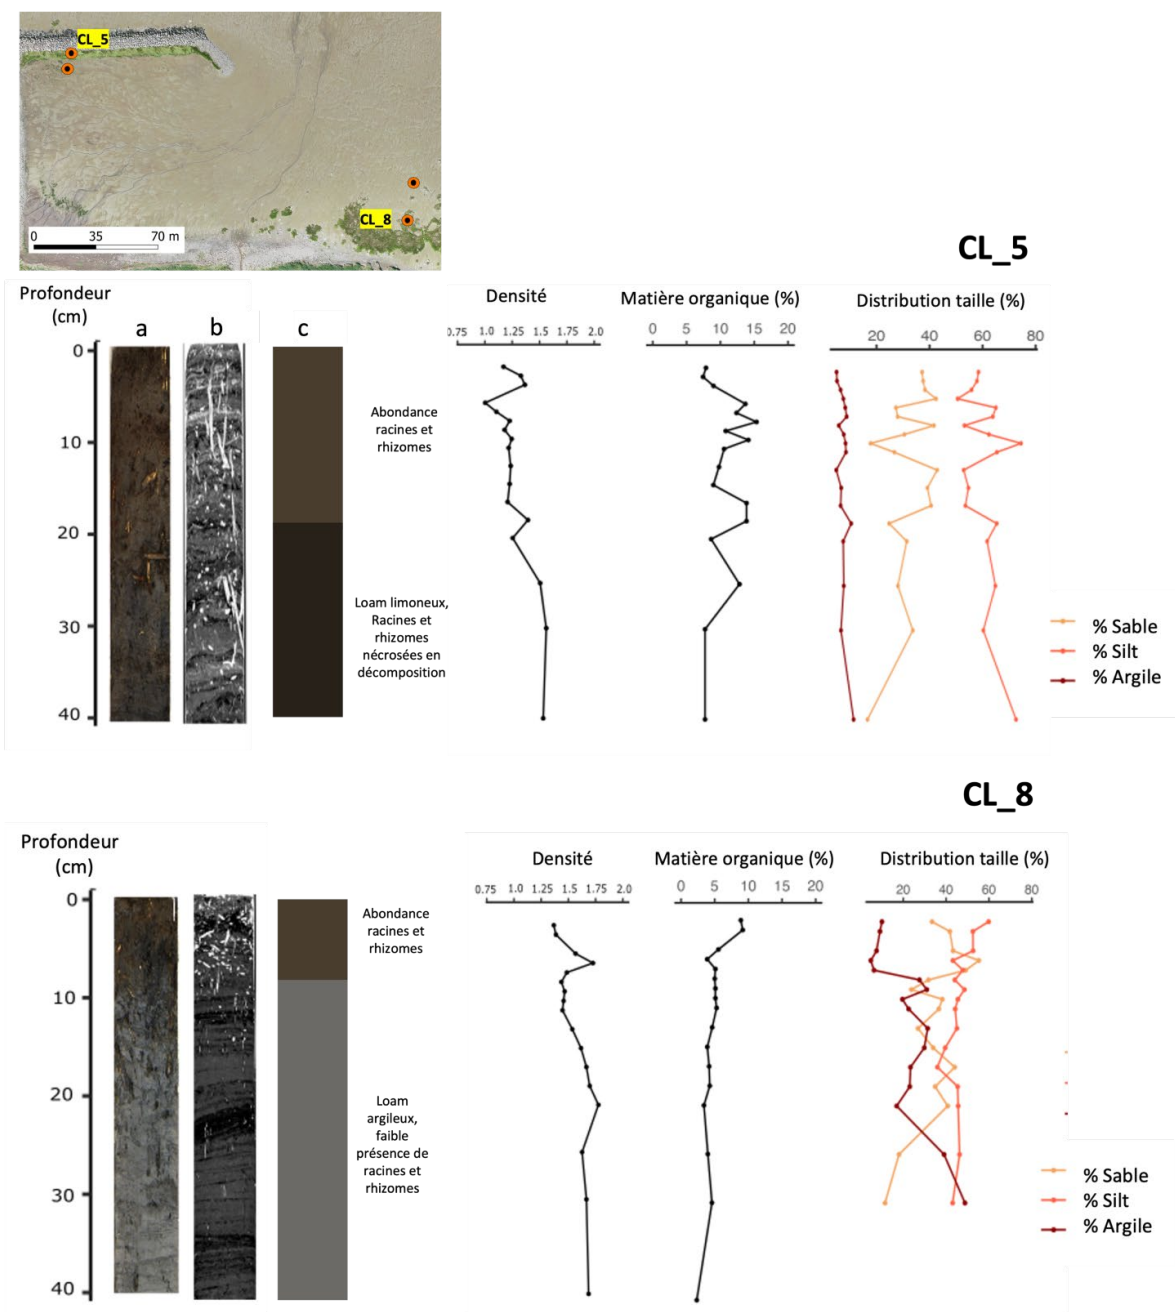 CL_5
CL_8
0 35 70 m
CL_5
Profondeur
(cm)
a b c
Densité
Matière organique (%)
Distribution taille (%)
0.75 1.0 1.25 1.5 1.75 2.0
0 5 10 15 20
20 40 60 80
0
10
20
30
40
Abondance
racines et
rhizomes
Loam limoneux,
Racines et
rhizomes
nécrosées en
décomposition
% Sable
% Silt
% Argile
CL_8
Profondeur
(cm)
Densité
Matière organique (%)
Distribution taille (%)
0.75 1.0 1.25 1.5 1.75 2.0
0 5 10 15 20
20 40 60 80
0
10
20
30
40
Abondance
racines et
rhizomes
Loam
argileux,
faible
présence de
racines et
rhizomes
% Sable
% Silt
% Argile